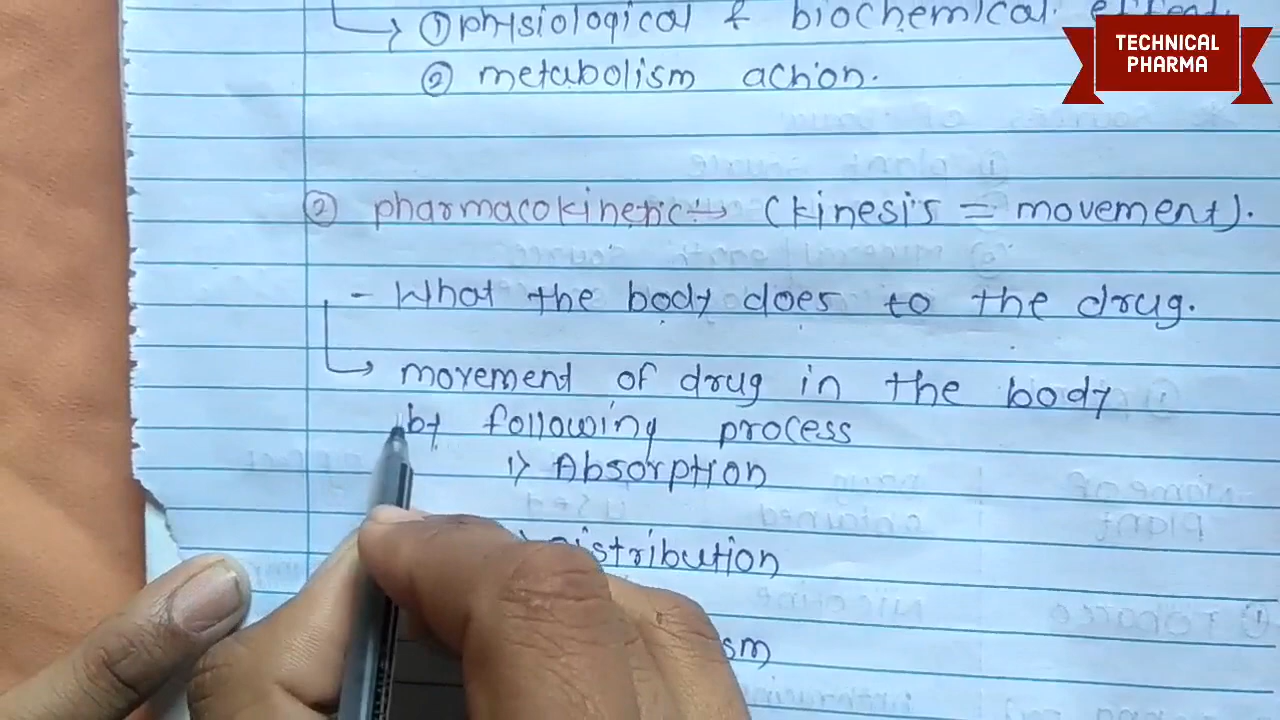 ① physiological & biochemical
② metabolism action.
TECHNICAL
PHARMA
② pharmacokinetic → (kinesis = movement).
- What the body does to the drug.
→ movement of drug in the body
by following process
1> Absorption
Distribution
sm